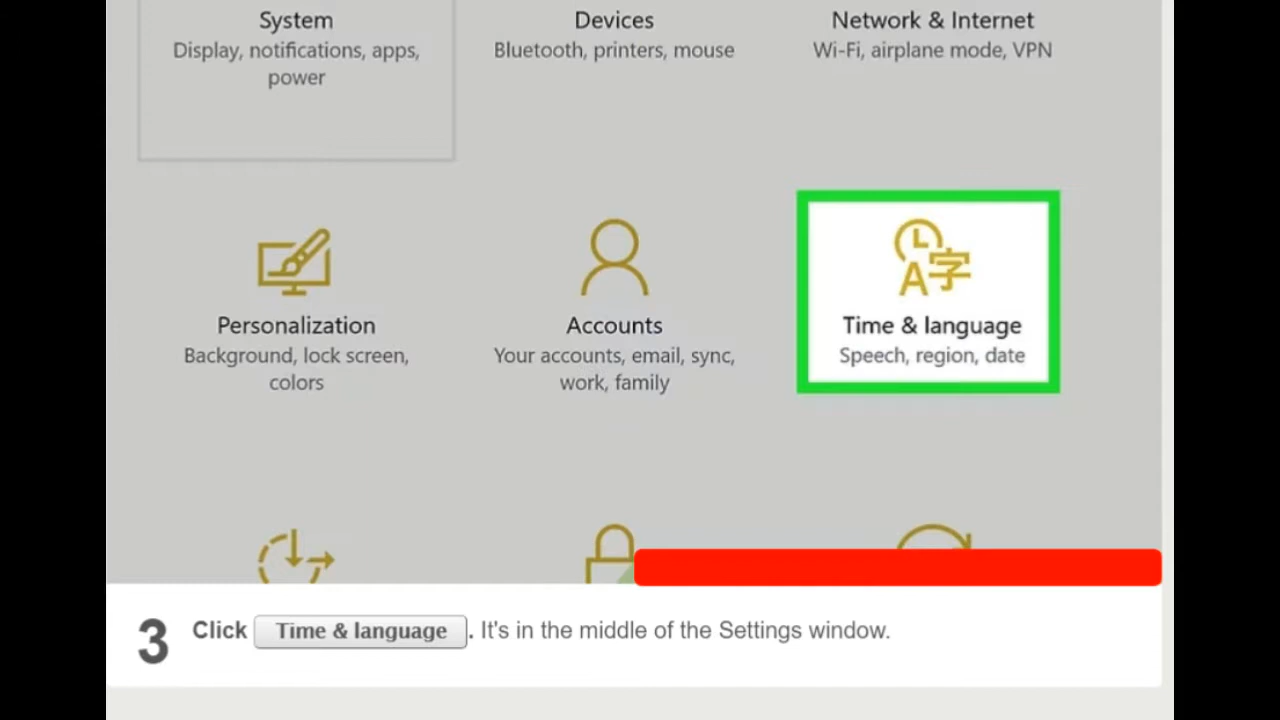 System
Devices
Network & Internet
Display, notifications, apps,
power
Bluetooth, printers, mouse
Wi-Fi, airplane mode, VPN
A字
Personalization
Background, lock screen,
colors
Accounts
Your accounts, email, sync,
work, family
Time & language
Speech, region, date
3 Click Time & language. It's in the middle of the Settings window.